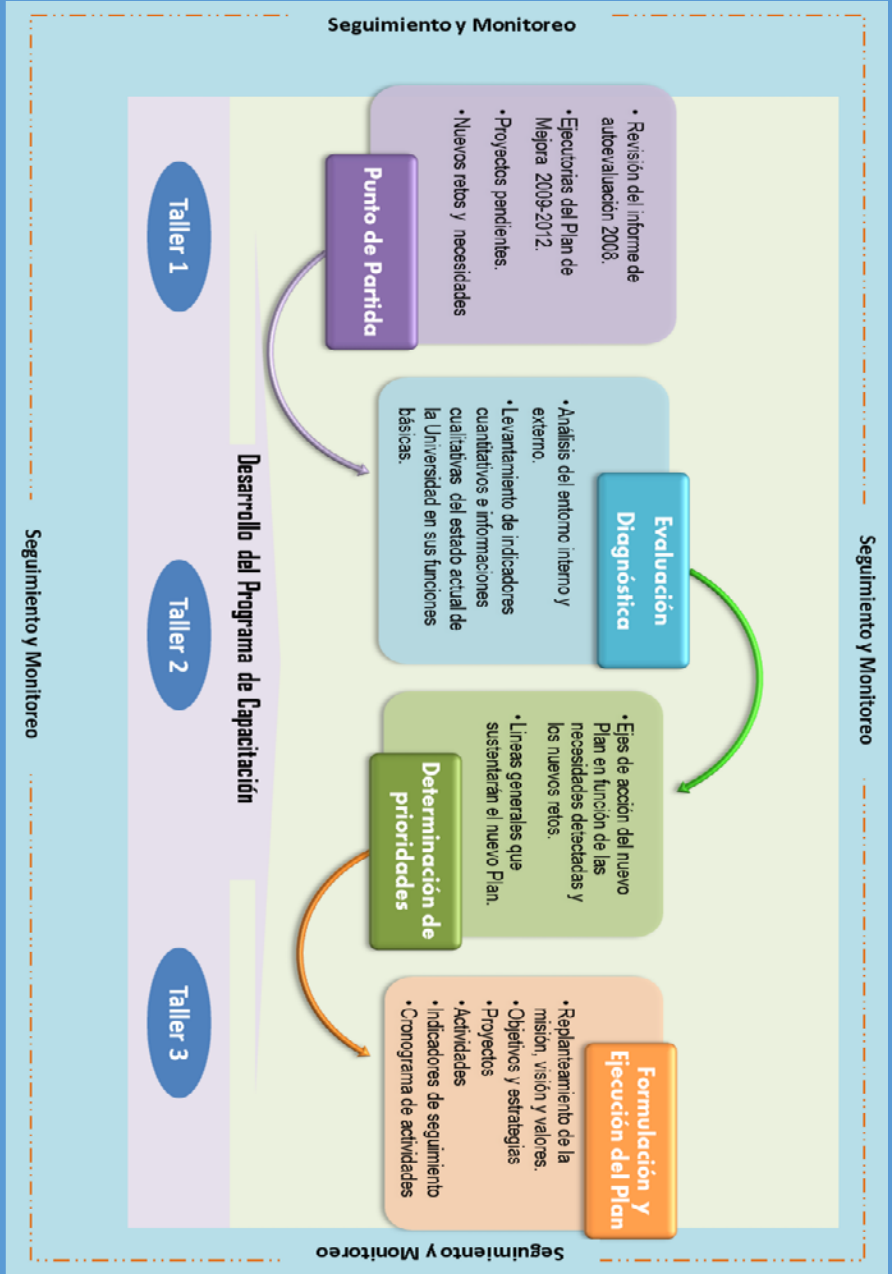 Seguimiento y Monitoreo
• Revisión del informe de
autoevaluación 2008.
• Ejecutorias del Plan de
Mejora 2009-2012.
• Proyectos pendientes.
• Nuevos retos y necesidades
Punto de Partida
Evaluación
Diagnóstica
• Análisis del entorno interno y
externo.
• Levantamiento de indicadores
cuantitativos e informaciones
cualitativas del estado actual de
la Universidad en sus funciones
básicas.
• Ejes de acción del nuevo
Plan en función de las
necesidades detectadas y
los nuevos retos.
• Líneas generales que
sustentarán el nuevo Plan.
Determinación de
prioridades
Formulación y
Ejecución del Plan
• Replanteamiento de la
misión, visión y valores.
• Objetivos y estrategias
• Proyectos
• Actividades
• Indicadores de seguimiento
• Cronograma de actividades
Desarrollo del Programa de Capacitación
Taller 1
Taller 2
Taller 3
Seguimiento y Monitoreo
Seguimiento y Monitoreo
Seguimiento y Monitoreo